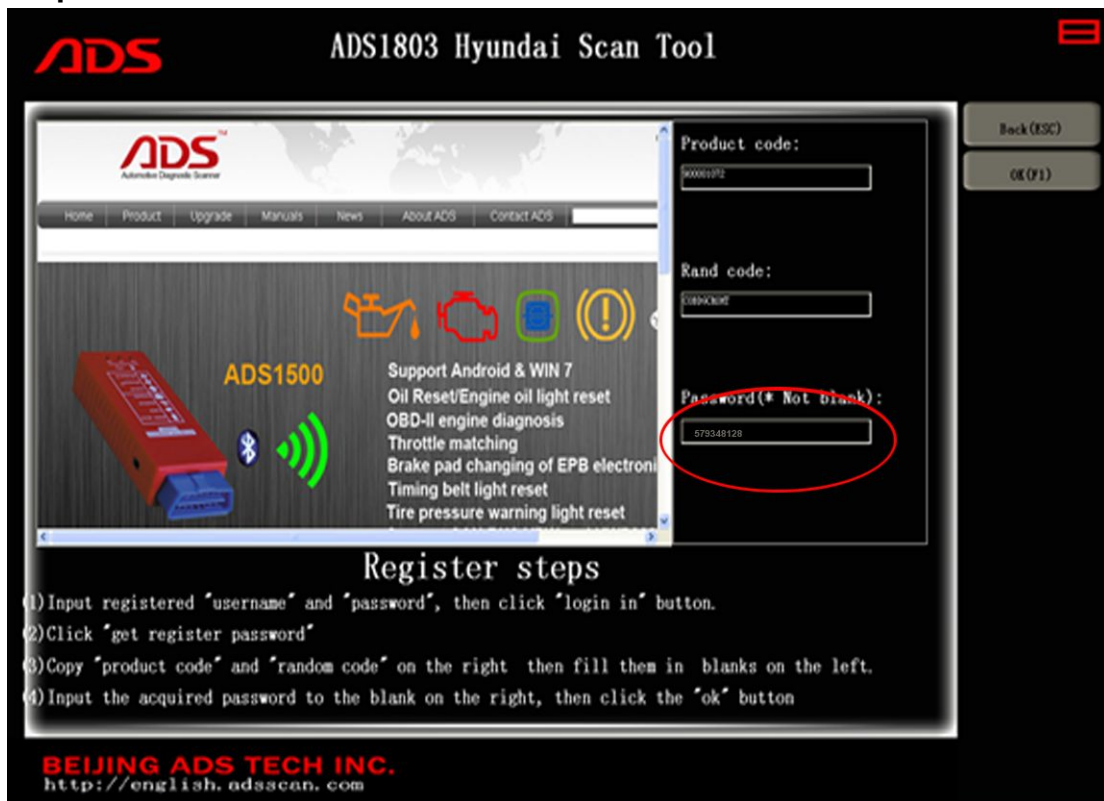 ADS
ADS1803 Hyundai Scan Tool
ADS™
Automotive Diagnostic Scanner
Home Product Upgrade Manuals News About ADS Contact ADS
ADS1500
Support Android & WIN 7
Oil Reset/Engine oil light reset
OBD-II engine diagnosis
Throttle matching
Brake pad changing of EPB electroni
Timing belt light reset
Tire pressure warning light reset
Product code:
Rand code:
Password(* Not blank):
579348128
Back(ESC)
OK(F1)
Register steps
(1)Input registered "username" and "password", then click "login in" button.
(2)Click "get register password"
(3)Copy "product code" and "random code" on the right then fill them in blanks on the left.
(4)Input the acquired password to the blank on the right, then click the "ok" button
BEIJING ADS TECH INC.
http://english.adsscan.com